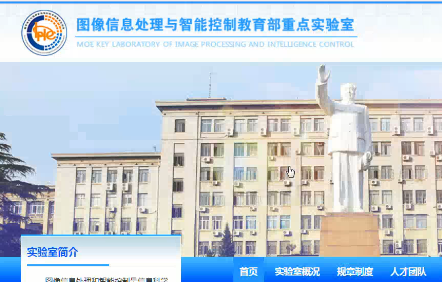 图像信息处理与智能控制教育部重点实验室
MOE KEY LABORATORY OF IMAGE PROCESSING AND INTELLIGENCE CONTROL
实验室简介
首页 实验室概况 规章制度 人才团队